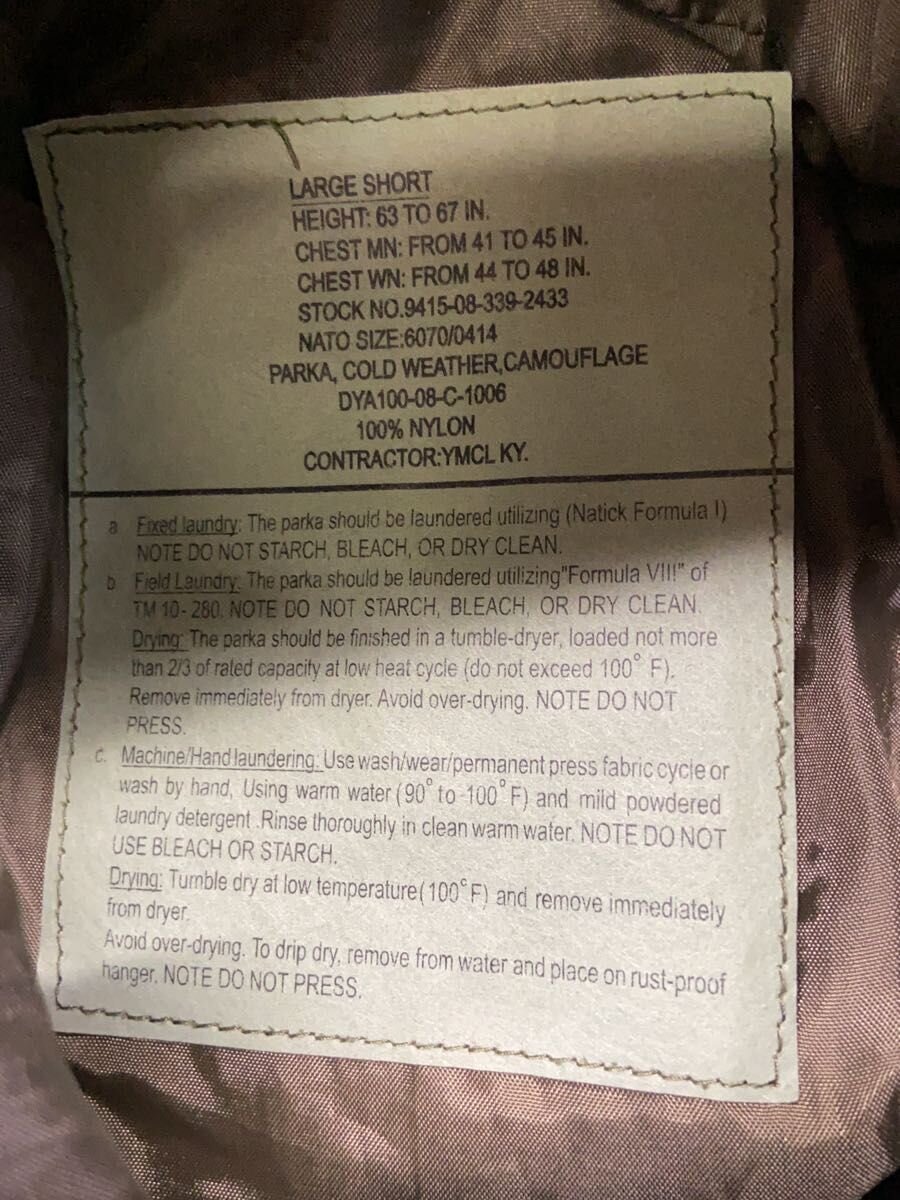 LARGE SHORT
HEIGHT: 63 TO 67 IN.
CHEST MN: FROM 41 TO 45 IN.
CHEST WN: FROM 44 TO 48 IN.
STOCK NO.9415-08-339-2433
NATO SIZE:6070/0414
PARKA, COLD WEATHER,CAMOUFLAGE
DYA100-08-C-1006
100% NYLON
CONTRACTOR:YMCL KY.
a Fixed laundry: The parka should be laundered utilizing (Natick Formula I)
NOTE DO NOT STARCH, BLEACH, OR DRY CLEAN.
b Field Laundry: The parka should be laundered utilizing"Formula VIII" of
TM 10- 280. NOTE DO NOT STARCH, BLEACH, OR DRY CLEAN.
Drying: The parka should be finished in a tumble-dryer, loaded not more
than 2/3 of rated capacity at low heat cycle (do not exceed 100° F).
Remove immediately from dryer. Avoid over-drying. NOTE DO NOT
PRESS.
c. Machine/Hand laundering: Use wash/wear/permanent press fabric cycle or
wash by hand, Using warm water (90° to 100° F) and mild powdered
laundry detergent .Rinse thoroughly in clean warm water. NOTE DO NOT
USE BLEACH OR STARCH.
Drying: Tumble dry at low temperature(100°F) and remove immediately
from dryer.
Avoid over-drying. To drip dry, remove from water and place on rust-proof
hanger. NOTE DO NOT PRESS.